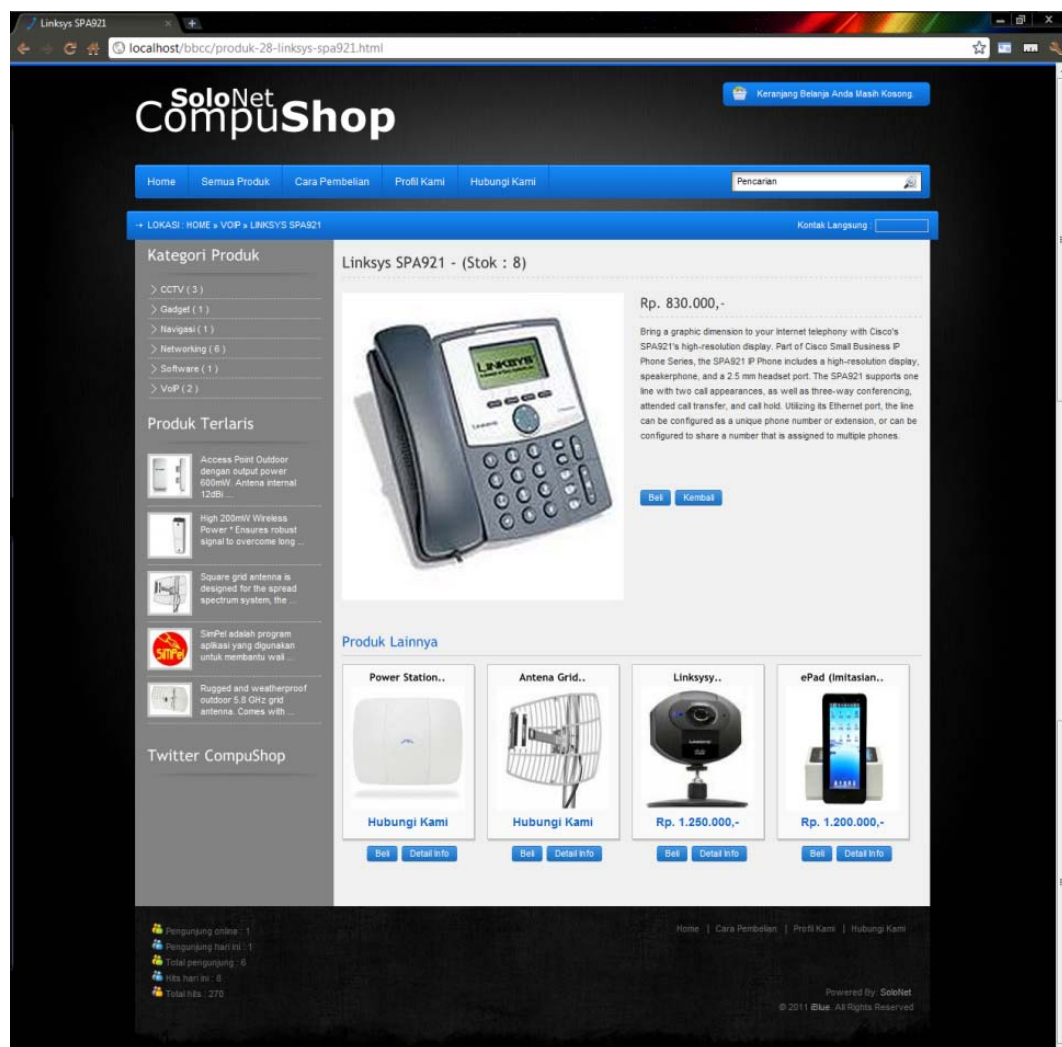 Linksys SPA921
localhost/bbcc/produk-28-linksys-spa921.html
SoloNet
CompuShop
Keranjang Belanja Anda Masih Kosong.
Home Semua Produk Cara Pembelian Profil Kami Hubungi Kami
Pencarian
LOKASI : HOME » VOIP » LINKSYS SPA921
Kontak Langsung :
Kategori Produk
CCTV ( 3 )
Gadget ( 1 )
Navigasi ( 1 )
Networking ( 6 )
Software ( 1 )
VoIP ( 2 )
Produk Terlaris
Access Point Outdoor
dengan output power
600mW. Antena internal
12dBi ...
High 200mW Wireless
Power * Ensures robust
signal to overcome long ...
Square grid antenna is
designed for the spread
spectrum system, the ...
SimPel
SimPel adalah program
aplikasi yang digunakan
untuk membantu wali ...
Rugged and weatherproof
outdoor 5.8 GHz grid
antenna. Comes with ...
Twitter CompuShop
Linksys SPA921 - (Stok : 8)
LINKSYS
Rp. 830.000,-
Bring a graphic dimension to your Internet telephony with Cisco's
SPA921's high-resolution display. Part of Cisco Small Business IP
Phone Series, the SPA921 IP Phone includes a high-resolution display,
speakerphone, and a 2.5 mm headset port. The SPA921 supports one
line with two call appearances, as well as three-way conferencing,
attended call transfer, and call hold. Utilizing its Ethernet port, the line
can be configured as a unique phone number or extension, or can be
configured to share a number that is assigned to multiple phones.
Beli Kembali
Produk Lainnya
Power Station..
Hubungi Kami
Beli Detail Info
Antena Grid..
Hubungi Kami
Beli Detail Info
Linksysy..
Rp. 1.250.000,-
Beli Detail Info
ePad (Imitasian..
Rp. 1.200.000,-
Beli Detail Info
Pengunjung online : 1
Pengunjung hari ini : 1
Total pengunjung : 6
Hits hari ini : 6
Total hits : 270
Home | Cara Pembelian | Profil Kami | Hubungi Kami
Powered By: SoloNet
© 2011 iBlue. All Rights Reserved